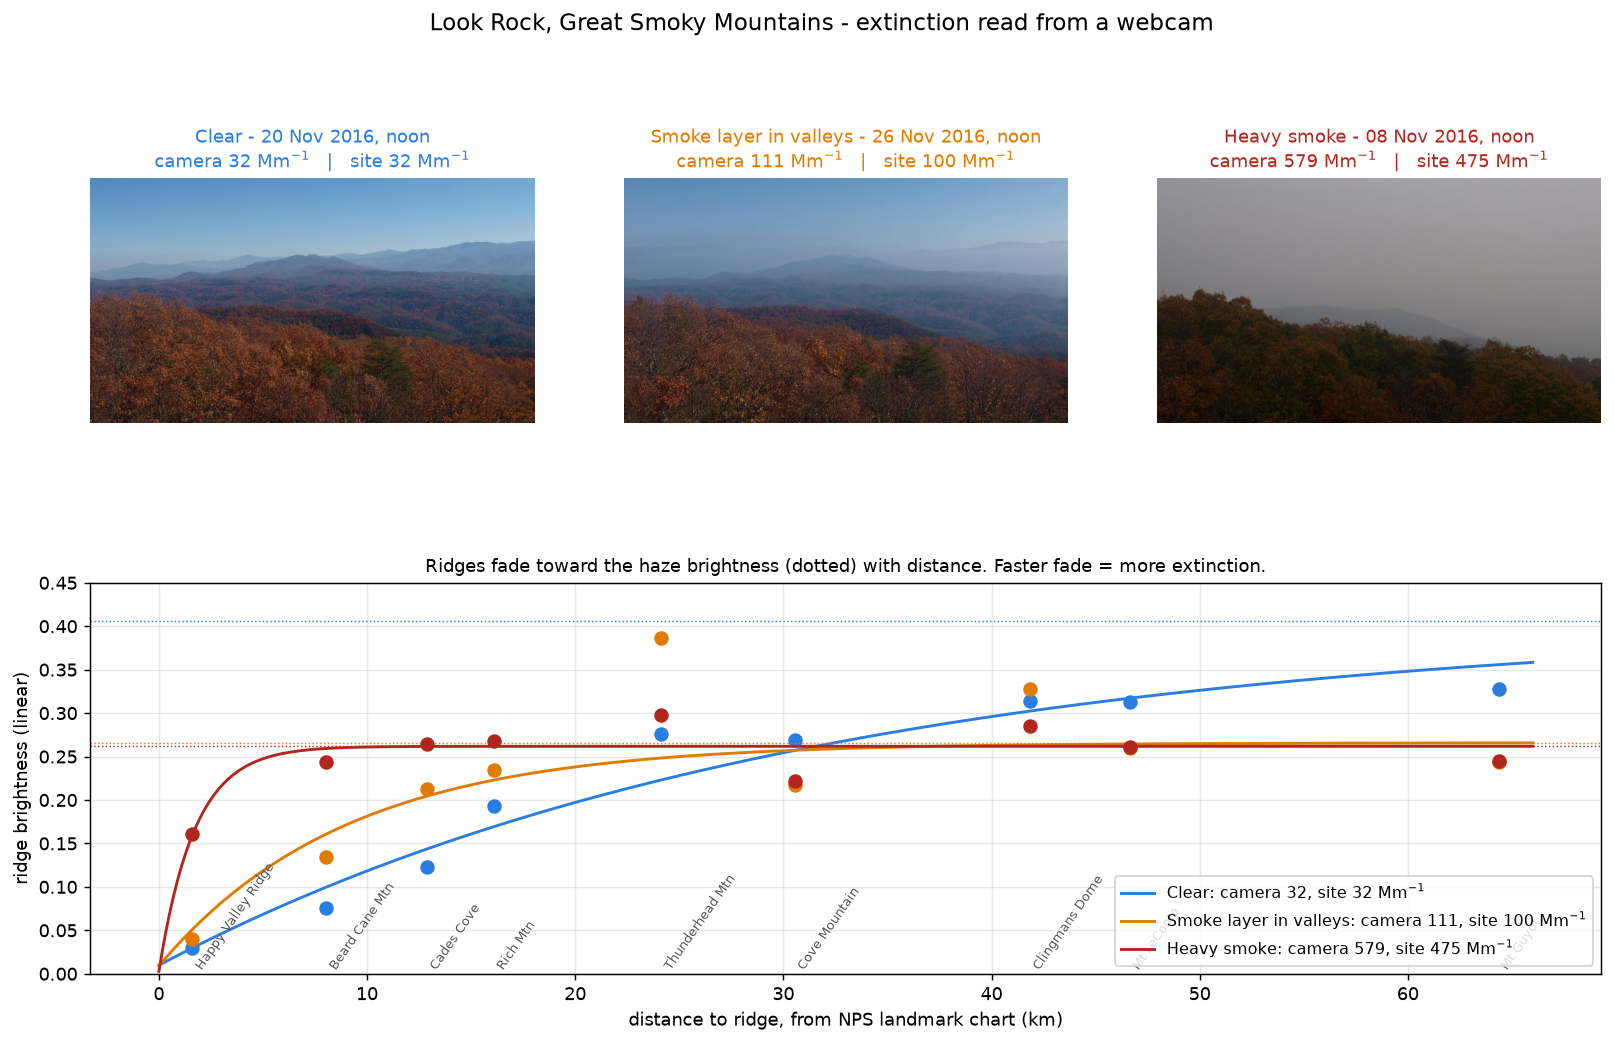 Look Rock, Great Smoky Mountains - extinction read from a webcam
Clear - 20 Nov 2016, noon
camera 32 Mm⁻¹ | site 32 Mm⁻¹
Smoke layer in valleys - 26 Nov 2016, noon
camera 111 Mm⁻¹ | site 100 Mm⁻¹
Heavy smoke - 08 Nov 2016, noon
camera 579 Mm⁻¹ | site 475 Mm⁻¹
Ridges fade toward the haze brightness (dotted) with distance. Faster fade = more extinction.
ridge brightness (linear)
0.45
0.40
0.35
0.30
0.25
0.20
0.15
0.10
0.05
0.00
Happy Valley Ridge
Beard Cane Mtn
Cades Cove
Rich Mtn
Thunderhead Mtn
Cove Mountain
Clingmans Dome
Mt
Mt Guyot
Clear: camera 32, site 32 Mm⁻¹
Smoke layer in valleys: camera 111, site 100 Mm⁻¹
Heavy smoke: camera 579, site 475 Mm⁻¹
0
10
20
30
40
50
60
distance to ridge, from NPS landmark chart (km)